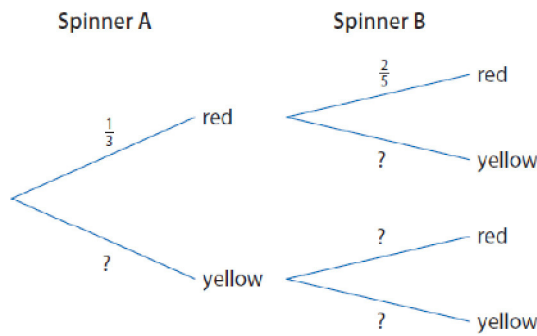 Spinner A Spinner B
2/5 red
1/3 red
? yellow
? red
? yellow
? yellow